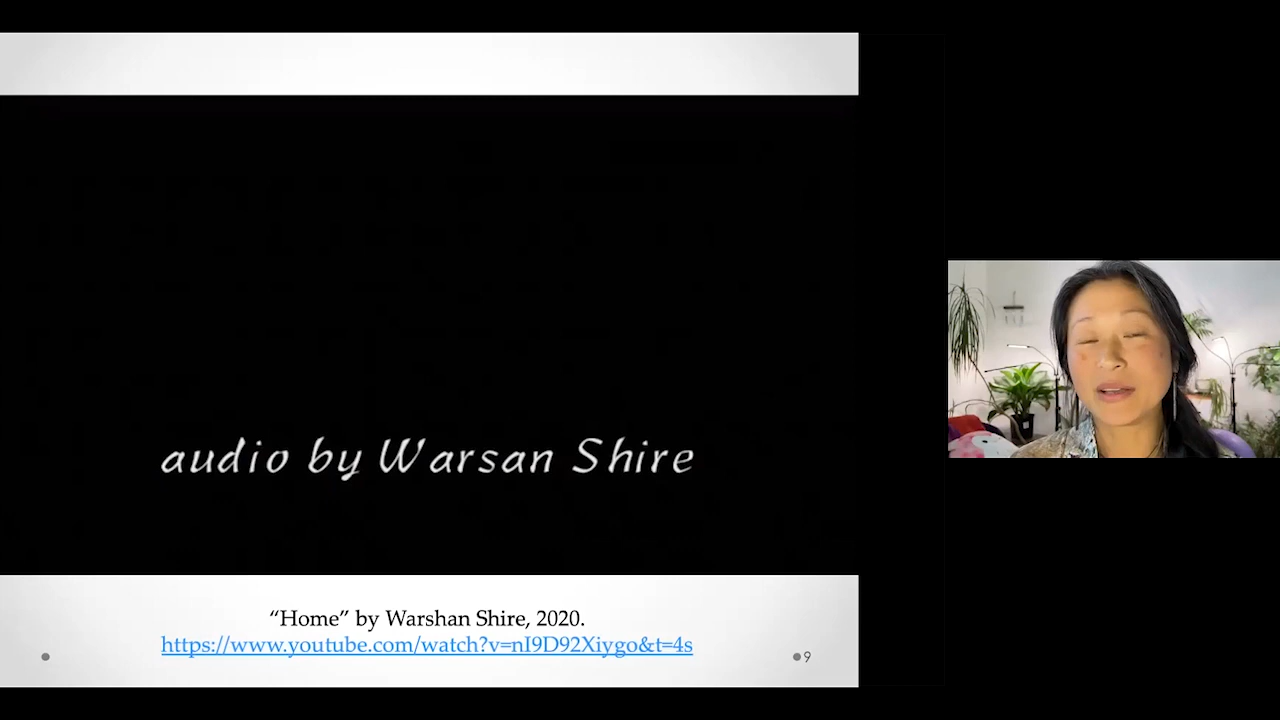 audio by Warsan Shire
“Home” by Warshan Shire, 2020.
https://www.youtube.com/watch?v=nI9D92Xiygo&t=4s
9